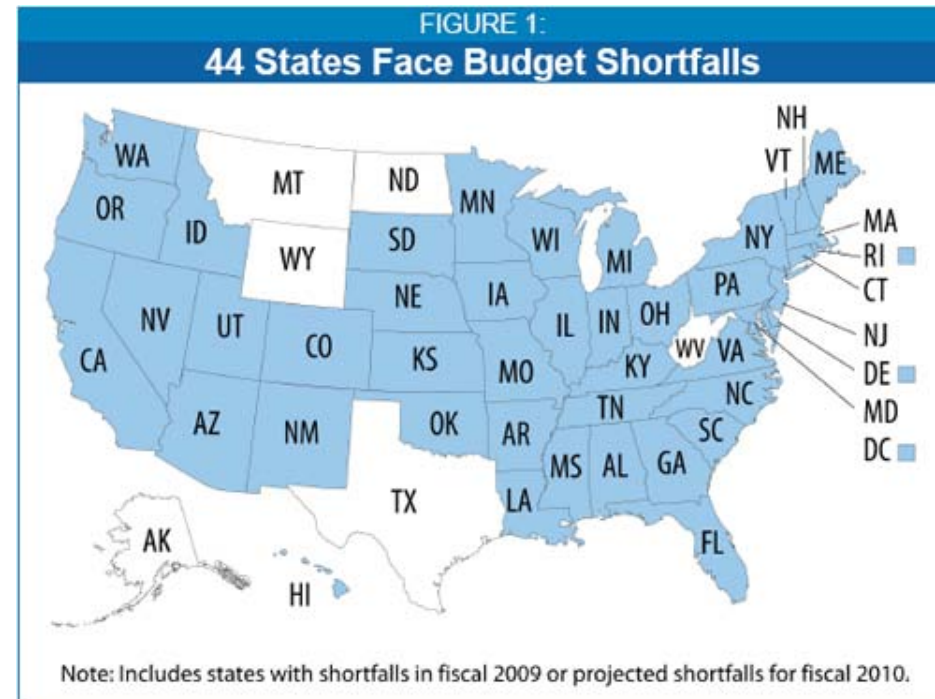 FIGURE 1:
44 States Face Budget Shortfalls
NH
VT
ME
WA
MT
ND
MN
OR
ID
SD
WI
NY
MA
RI
WY
MI
CT
NE
IA
PA
NV
UT
IL
IN
OH
NJ
CO
WV
VA
CA
KS
MO
KY
DE
NC
MD
TN
AZ
NM
OK
AR
SC
DC
MS
AL
GA
TX
LA
AK
FL
HI
Note: Includes states with shortfalls in fiscal 2009 or projected shortfalls for fiscal 2010.